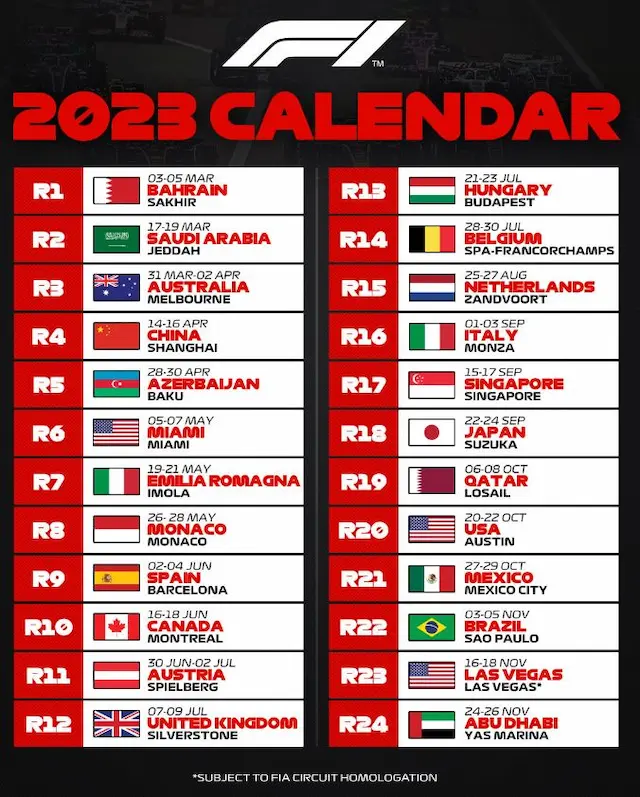 F1
TM
2023 CALENDAR
R1
03-05 MAR
BAHRAIN
SAKHIR
R2
17-19 MAR
SAUDI ARABIA
JEDDAH
R3
31 MAR-02 APR
AUSTRALIA
MELBOURNE
R4
14-16 APR
CHINA
SHANGHAI
R5
28-30 APR
AZERBAIJAN
BAKU
R6
05-07 MAY
MIAMI
MIAMI
R7
19-21 MAY
EMILIA ROMAGNA
IMOLA
R8
26-28 MAY
MONACO
MONACO
R9
02-04 JUN
SPAIN
BARCELONA
R10
16-18 JUN
CANADA
MONTREAL
R11
30 JUN-02 JUL
AUSTRIA
SPIELBERG
R12
07-09 JUL
UNITED KINGDOM
SILVERSTONE
R13
21-23 JUL
HUNGARY
BUDAPEST
R14
28-30 JUL
BELGIUM
SPA-FRANCORCHAMPS
R15
25-27 AUG
NETHERLANDS
ZANDVOORT
R16
01-03 SEP
ITALY
MONZA
R17
15-17 SEP
SINGAPORE
SINGAPORE
R18
22-24 SEP
JAPAN
SUZUKA
R19
06-08 OCT
QATAR
LOSAIL
R20
20-22 OCT
USA
AUSTIN
R21
27-29 OCT
MEXICO
MEXICO CITY
R22
03-05 NOV
BRAZIL
SAO PAULO
R23
16-18 NOV
LAS VEGAS
LAS VEGAS*
R24
24-26 NOV
ABU DHABI
YAS MARINA
*SUBJECT TO FIA CIRCUIT HOMOLOGATION